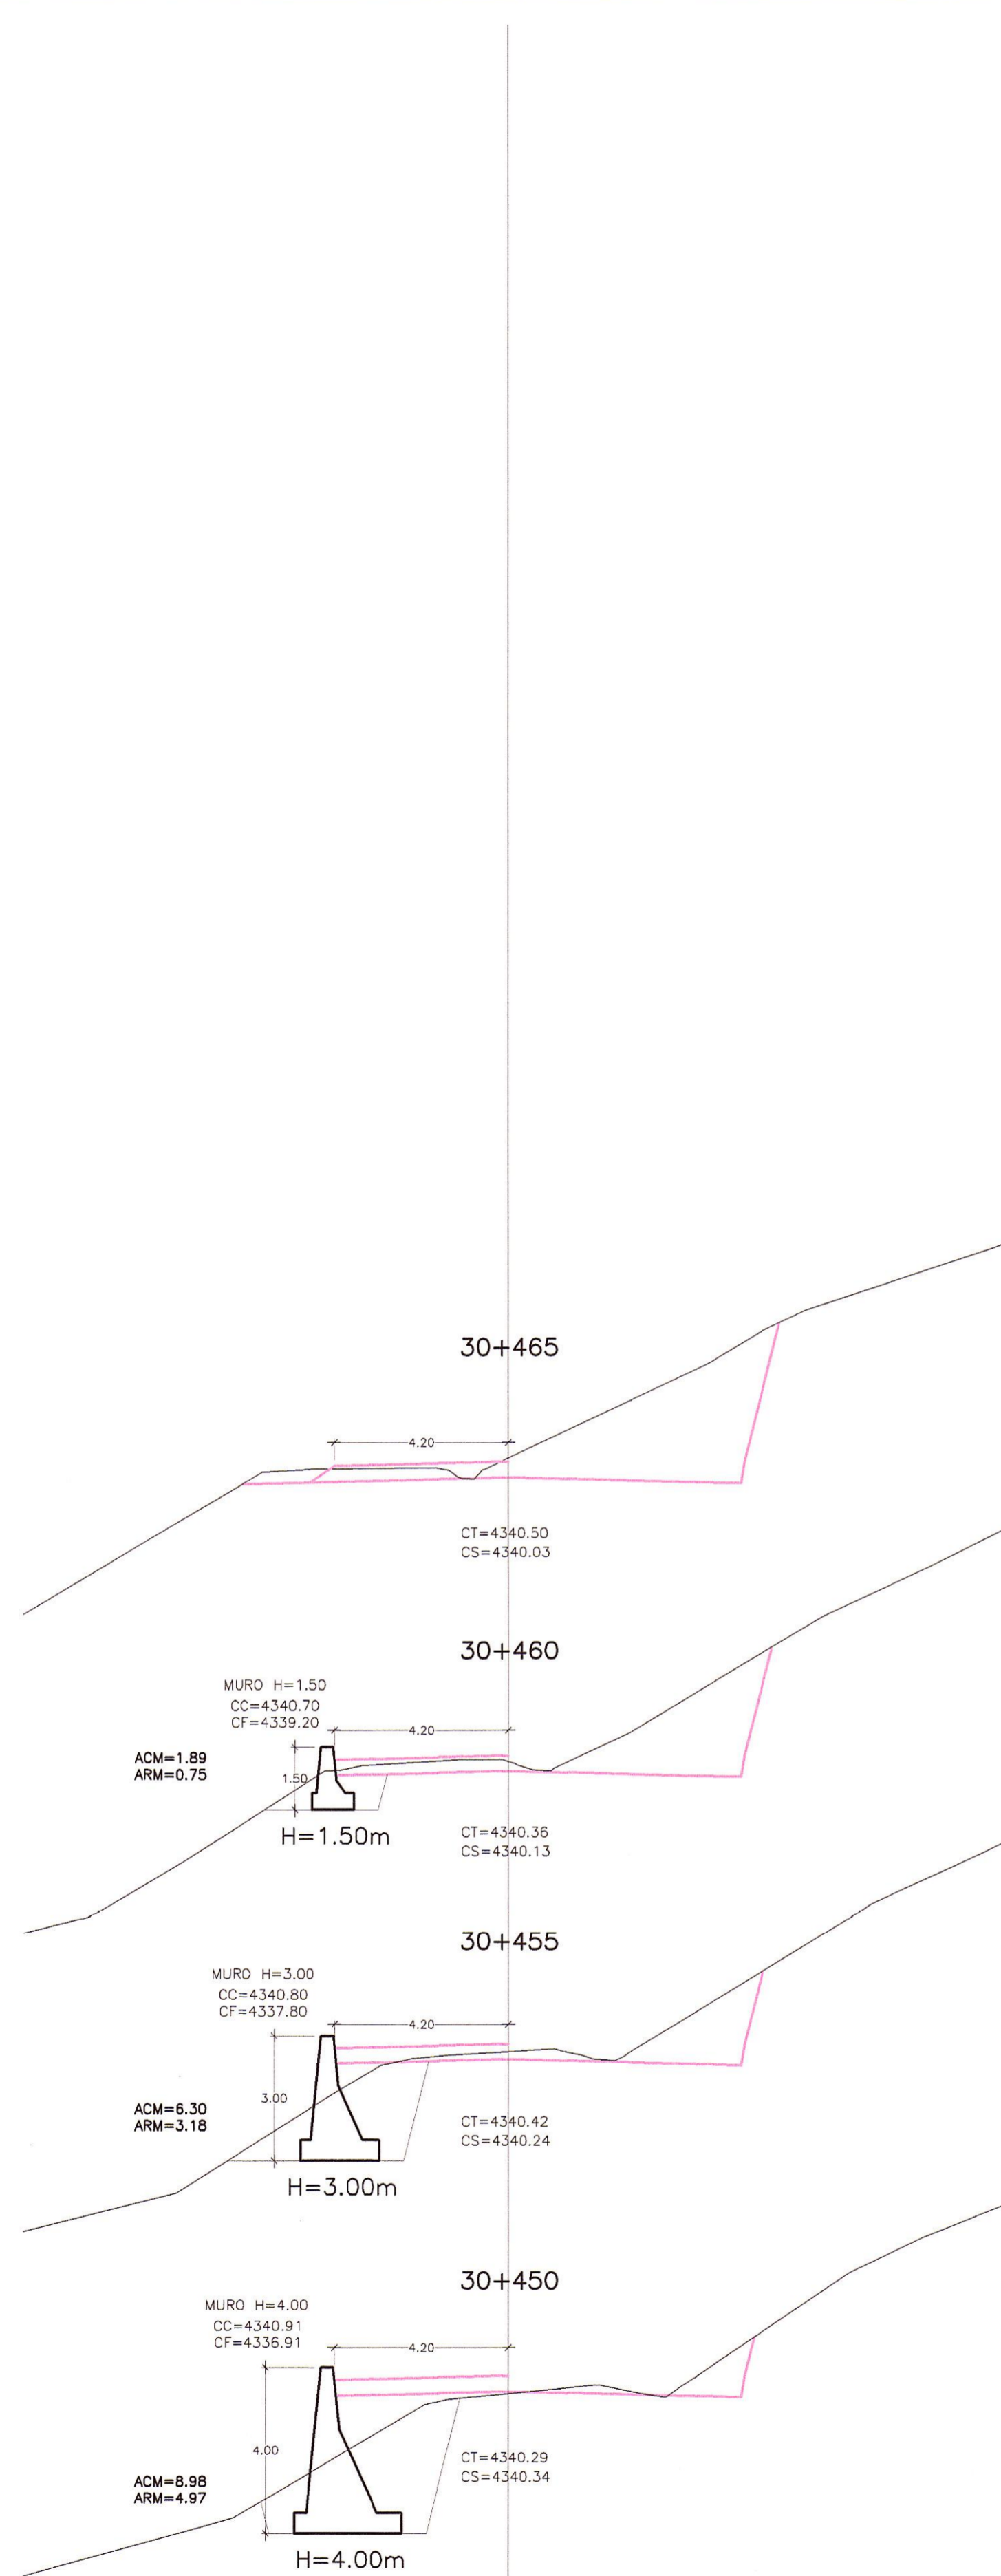 30+465
4.20
CT=4340.50
CS=4340.03
30+460
MURO H=1.50
CC=4340.70
CF=4339.20
4.20
ACM=1.89
ARM=0.75
1.50
H=1.50m
CT=4340.36
CS=4340.13
30+455
MURO H=3.00
CC=4340.80
CF=4337.80
4.20
3.00
ACM=6.30
ARM=3.18
CT=4340.42
CS=4340.24
H=3.00m
30+450
MURO H=4.00
CC=4340.91
CF=4336.91
4.20
4.00
CT=4340.29
CS=4340.34
ACM=8.98
ARM=4.97
H=4.00m